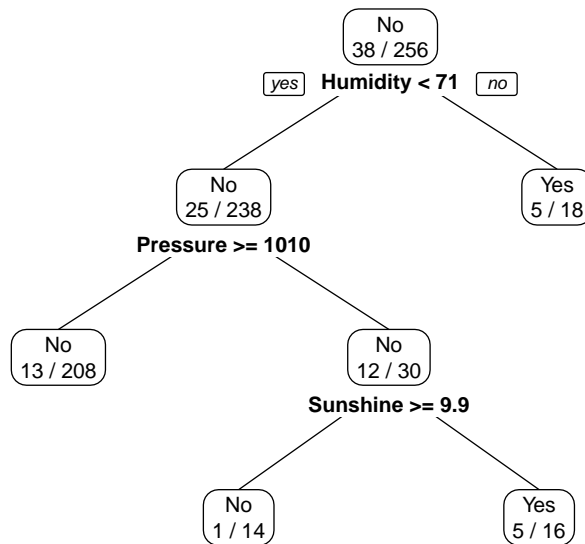 No
38 / 256
yes Humidity < 71 no
No
25 / 238
Yes
5 / 18
Pressure >= 1010
No
13 / 208
No
12 / 30
Sunshine >= 9.9
No
1 / 14
Yes
5 / 16